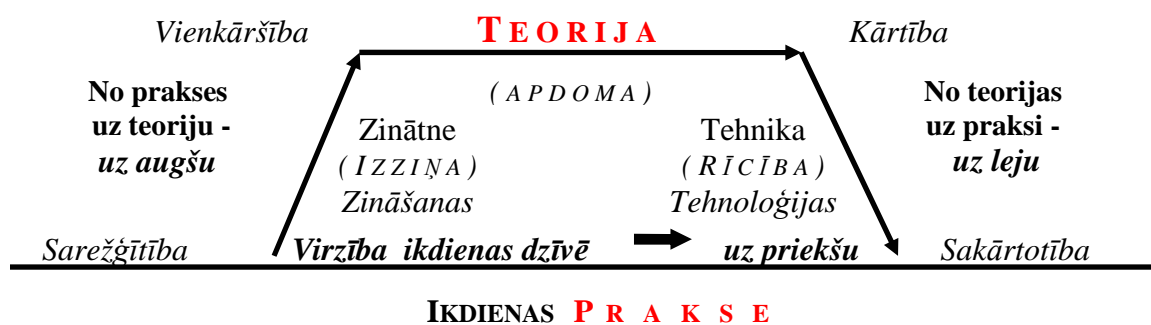 Vienkāršība TEORIJA Kārtība
No prakses (APDOMA) No teorijas
uz teoriju - Zinātne Tehnika uz praksi -
uz augšu (IZZIŅA) (RĪCĪBA) uz leju
Zināšanas Tehnoloģijas
Sarežģītība Virzība ikdienas dzīvē uz priekšu Sakārtotība
IKDIENAS PRAKSE